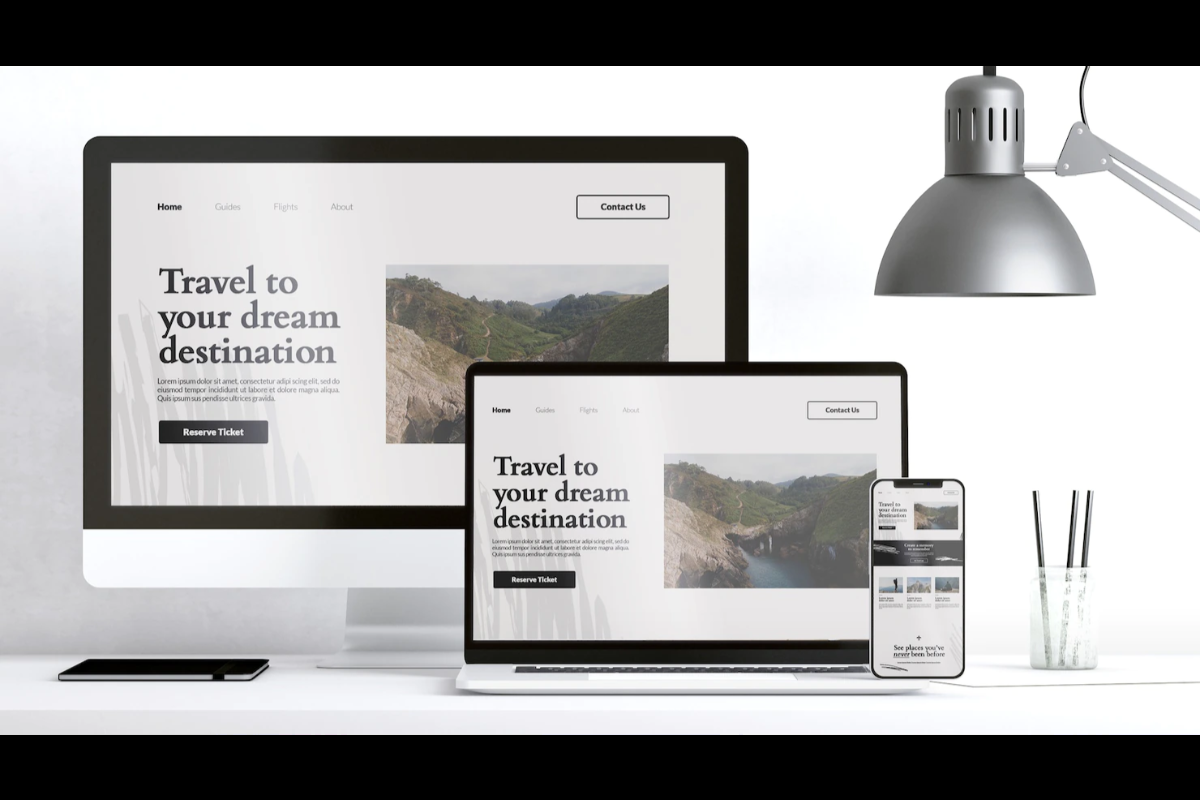 Home Guides Flights About Contact Us
Travel to
your dream
destination
Lorem ipsum dolor sit amet, consectetur adipi scing elit, sed do
eiusmod tempor incididunt ut labore et dolore magna aliqua.
Quis ipsum sus pendisse ultrices gravida.
Reserve Ticket
Home Guides Flights About Contact Us
Travel to
your dream
destination
Lorem ipsum dolor sit amet, consectetur adipi scing elit, sed do
eiusmod tempor incididunt ut labore et dolore magna aliqua.
Quis ipsum sus pendisse ultrices gravida.
Reserve Ticket
Travel to
your dream
destination
See places you've
never been before